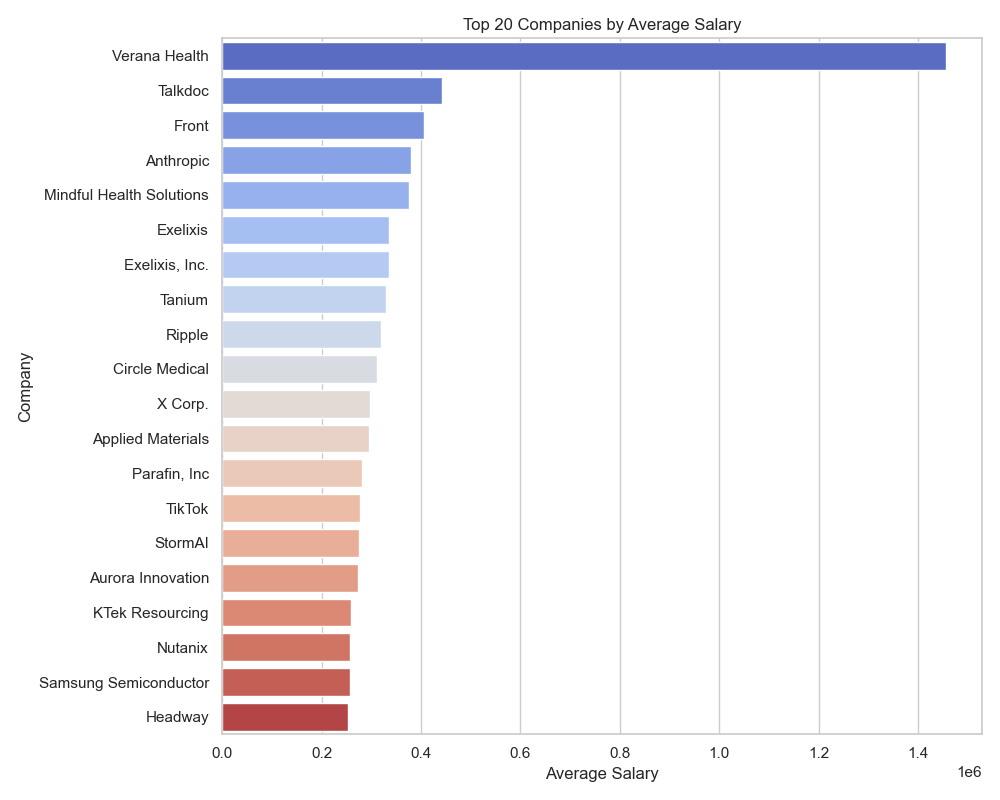 Top 20 Companies by Average Salary
Company
Verana Health
Talkdoc
Front
Anthropic
Mindful Health Solutions
Exelixis
Exelixis, Inc.
Tanium
Ripple
Circle Medical
X Corp.
Applied Materials
Parafin, Inc
TikTok
StormAI
Aurora Innovation
KTek Resourcing
Nutanix
Samsung Semiconductor
Headway
0.0 0.2 0.4 0.6 0.8 1.0 1.2 1.4
1e6
Average Salary